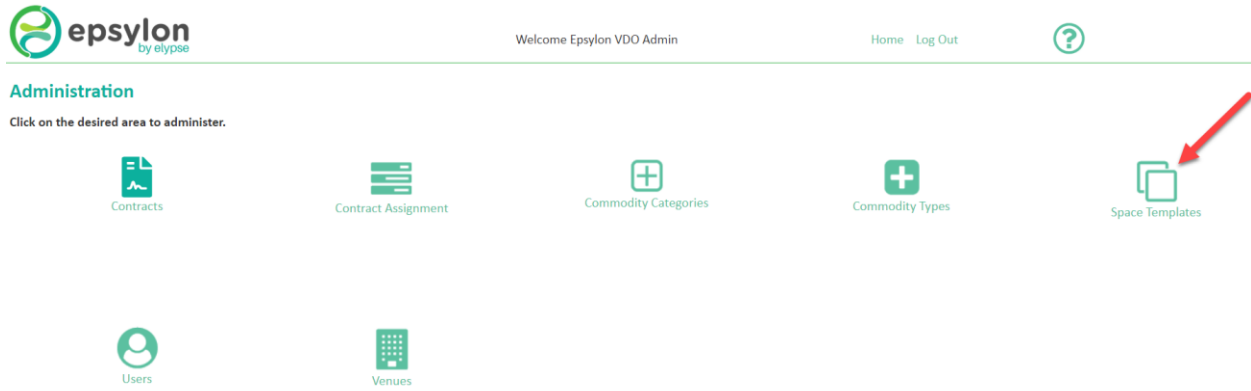 epsylon
by elypse
Welcome Epsylon VDO Admin
Home Log Out
?
Administration
Click on the desired area to administer.
Contracts
Contract Assignment
Commodity Categories
Commodity Types
Space Templates
Users
Venues